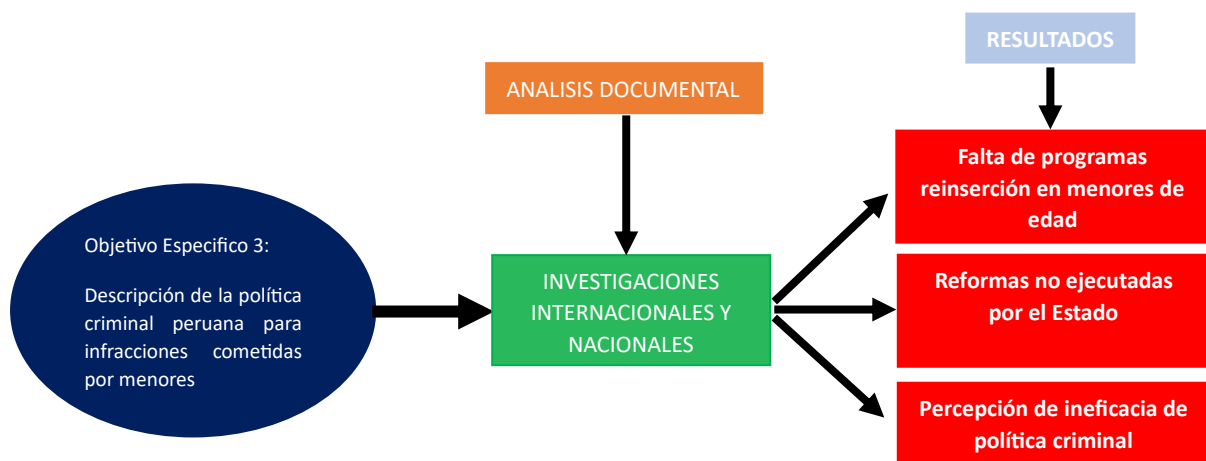 RESULTADOS
ANALISIS DOCUMENTAL
Falta de programas
reinserción en menores de
edad
Objetivo Especifico 3:
Descripción de la política
criminal peruana para
infracciones cometidas
por menores
INVESTIGACIONES
INTERNACIONALES Y
NACIONALES
Reformas no ejecutadas
por el Estado
Percepción de ineficacia de
política criminal